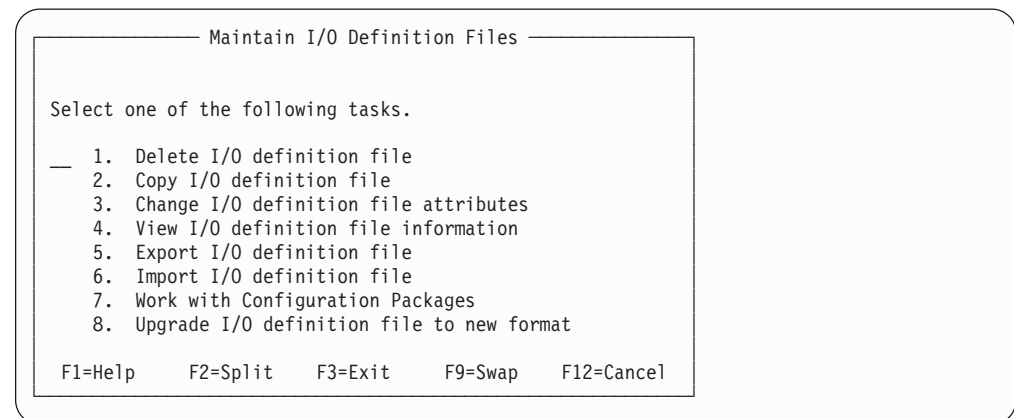 Maintain I/O Definition Files
Select one of the following tasks.
__ 1. Delete I/O definition file
2. Copy I/O definition file
3. Change I/O definition file attributes
4. View I/O definition file information
5. Export I/O definition file
6. Import I/O definition file
7. Work with Configuration Packages
8. Upgrade I/O definition file to new format
F1=Help F2=Split F3=Exit F9=Swap F12=Cancel